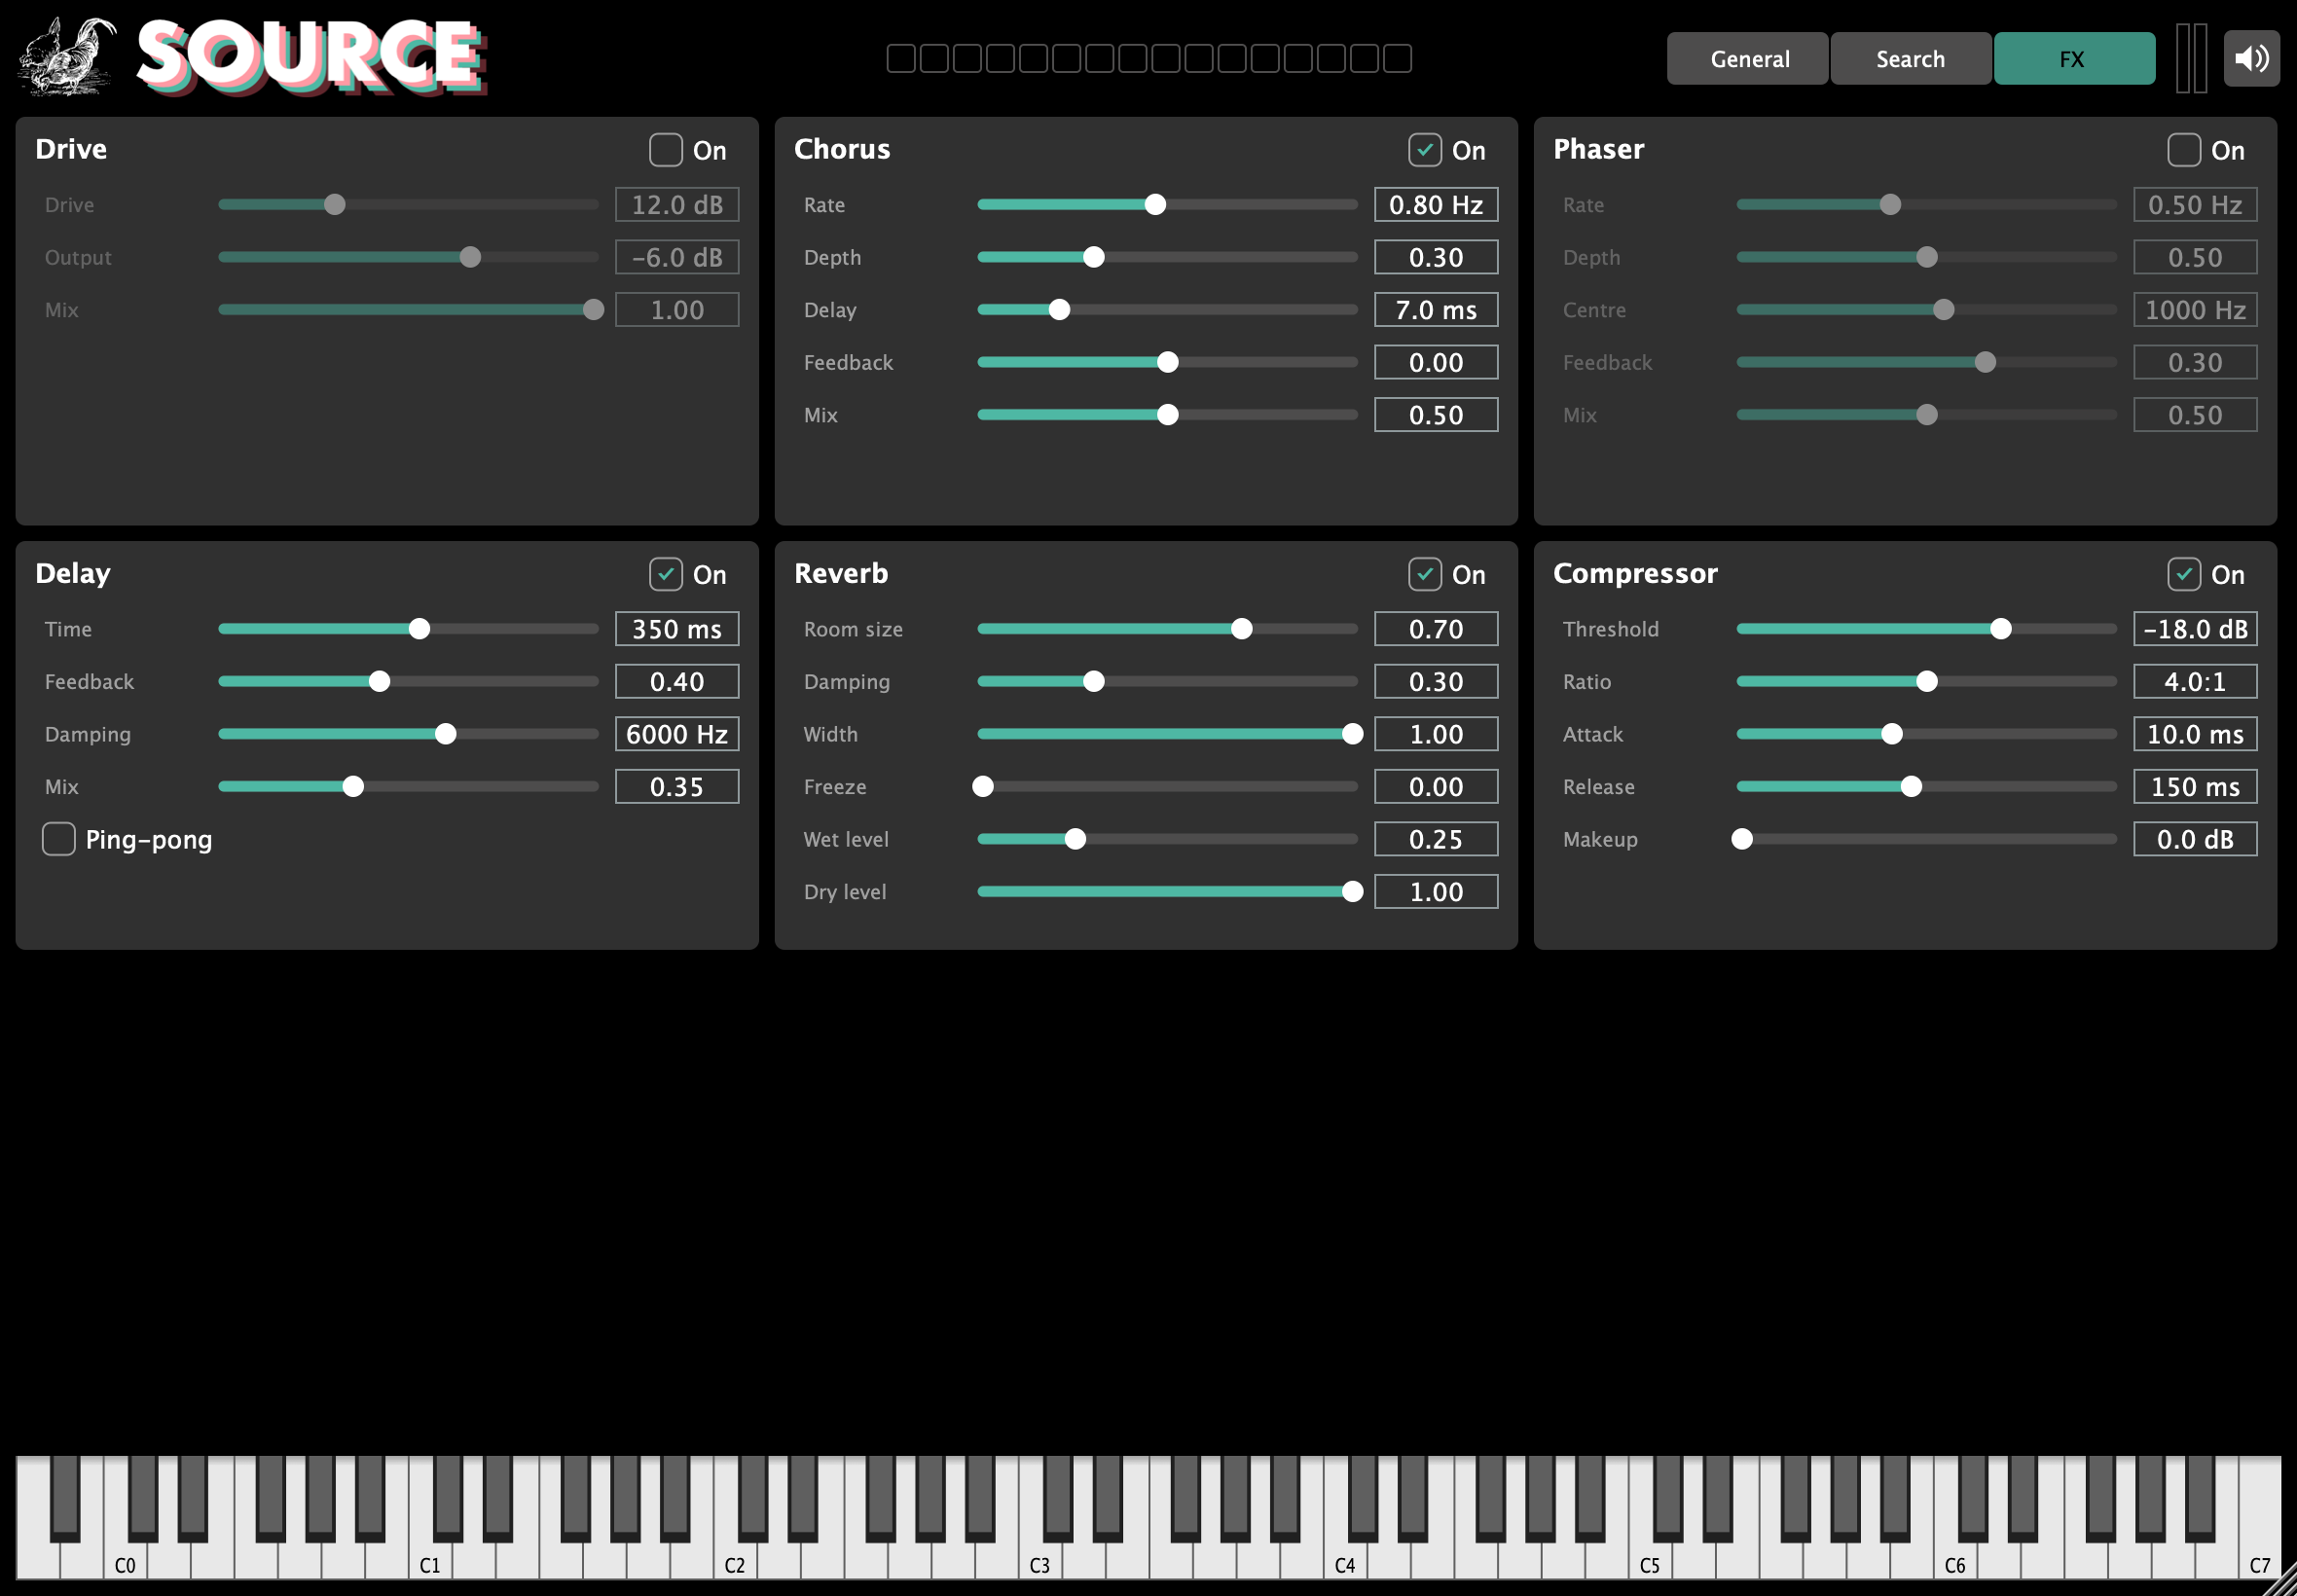 SOURCE
General
Search
FX
Drive
On
Drive
12.0 dB
Output
-6.0 dB
Mix
1.00
Chorus
On
Rate
0.80 Hz
Depth
0.30
Delay
7.0 ms
Feedback
0.00
Mix
0.50
Phaser
On
Rate
0.50 Hz
Depth
0.50
Centre
1000 Hz
Feedback
0.30
Mix
0.50
Delay
On
Time
350 ms
Feedback
0.40
Damping
6000 Hz
Mix
0.35
Ping-pong
Reverb
On
Room size
0.70
Damping
0.30
Width
1.00
Freeze
0.00
Wet level
0.25
Dry level
1.00
Compressor
On
Threshold
-18.0 dB
Ratio
4.0:1
Attack
10.0 ms
Release
150 ms
Makeup
0.0 dB
C0
C1
C2
C3
C4
C5
C6
C7